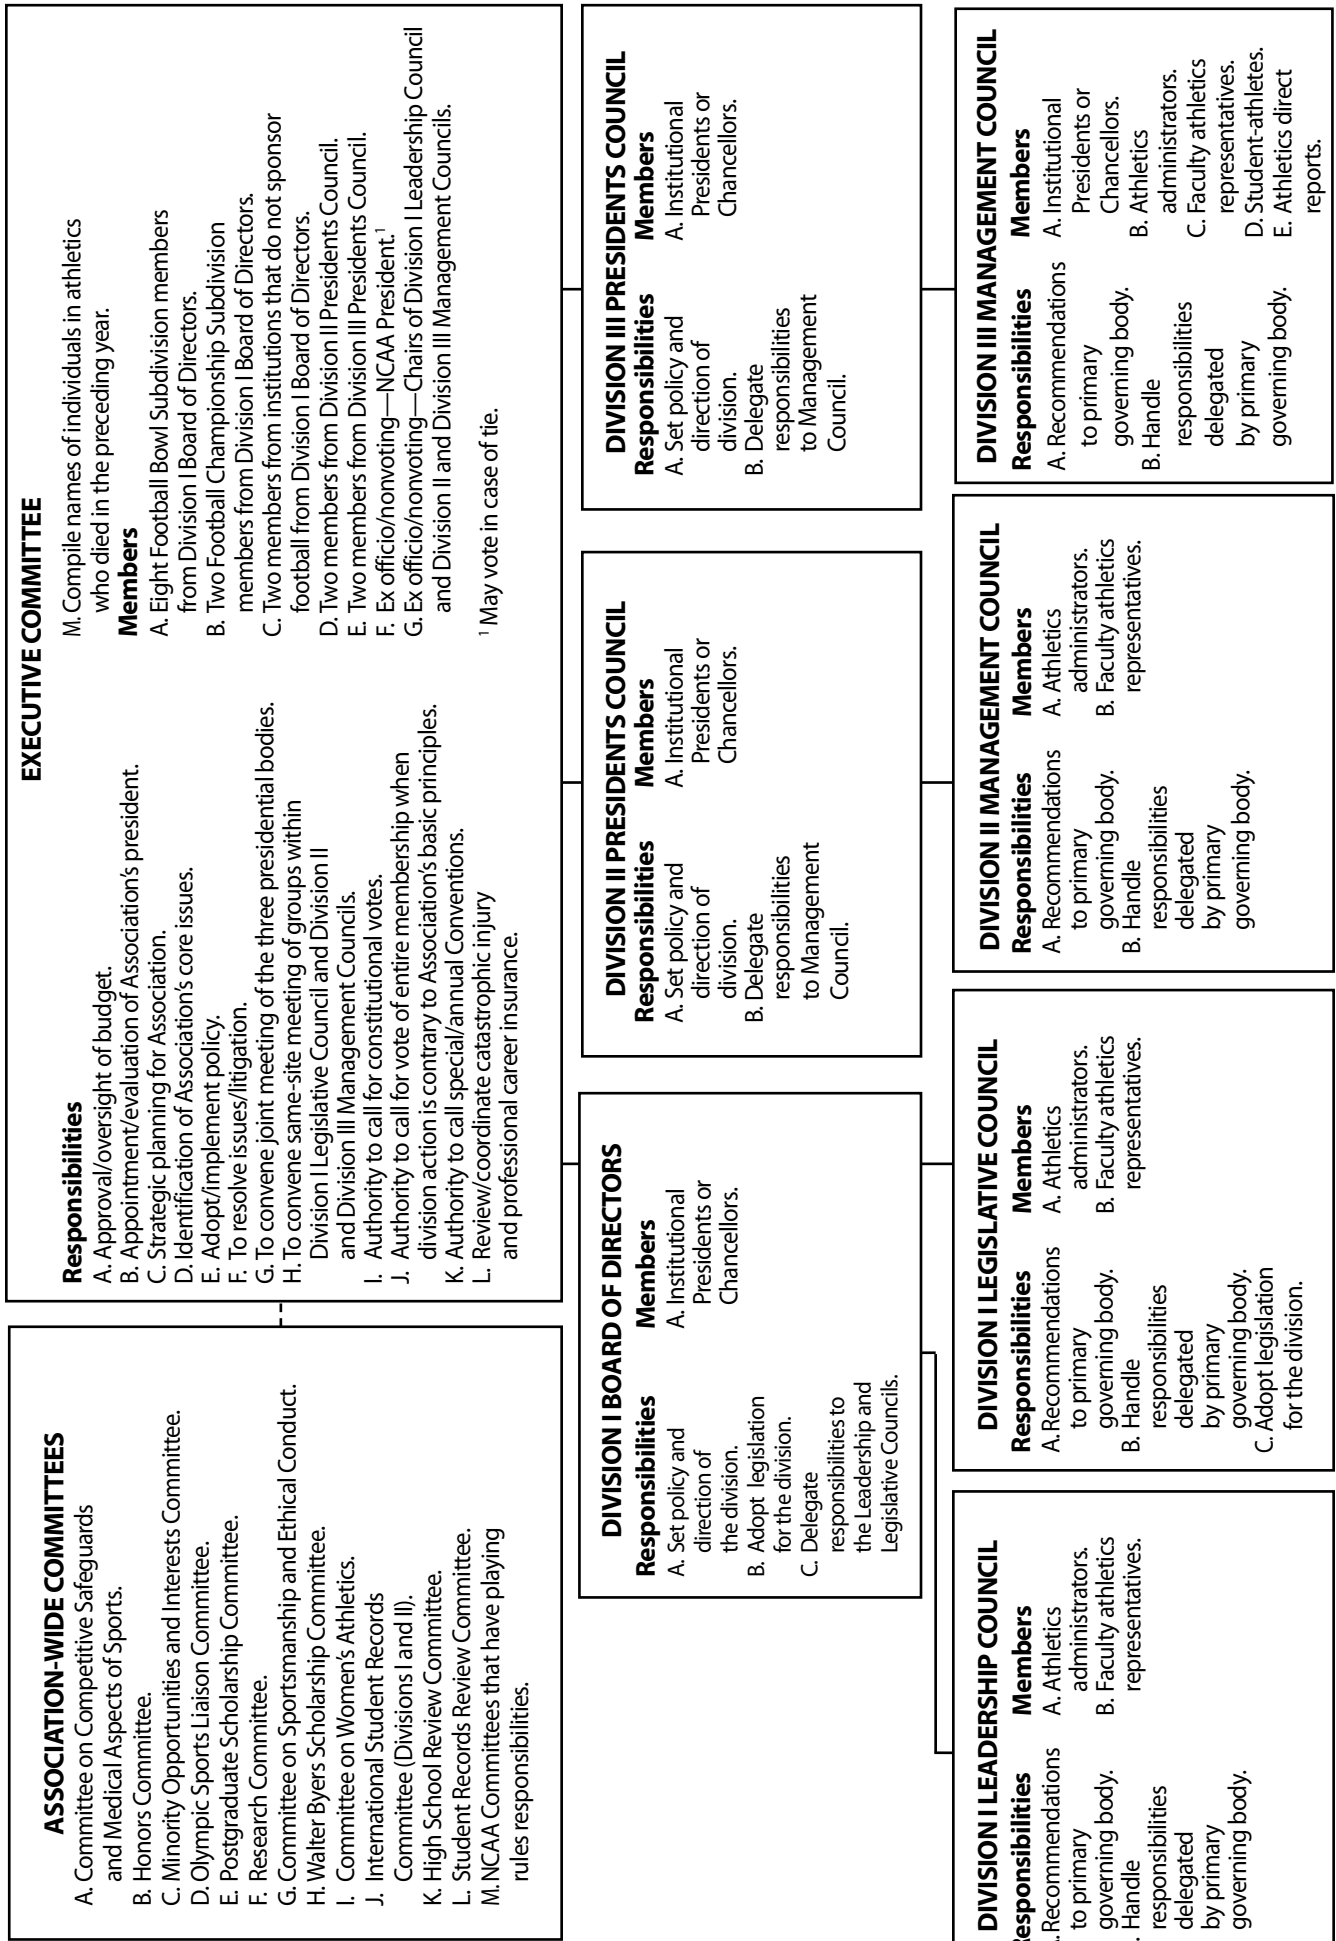 ASSOCIATION-WIDE COMMITTEES
A. Committee on Competitive Safeguards
and Medical Aspects of Sports.
B. Honors Committee.
C. Minority Opportunities and Interests Committee.
D. Olympic Sports Liaison Committee.
E. Postgraduate Scholarship Committee.
F. Research Committee.
G. Committee on Sportsmanship and Ethical Conduct.
H. Walter Byers Scholarship Committee.
I. Committee on Women's Athletics.
J. International Student Records
Committee (Divisions I and II).
K. High School Review Committee.
L. Student Records Review Committee.
M. NCAA Committees that have playing
rules responsibilities.
EXECUTIVE COMMITTEE
Responsibilities
A. Approval/oversight of budget.
B. Appointment/evaluation of Association's president.
C. Strategic planning for Association.
D. Identification of Association's core issues.
E. Adopt/implement policy.
F. To resolve issues/litigation.
G. To convene joint meeting of the three presidential bodies.
H. To convene same-site meeting of groups within
Division I Legislative Council and Division II
and Division III Management Councils.
I. Authority to call for constitutional votes.
J. Authority to call for vote of entire membership when
division action is contrary to Association's basic principles.
K. Authority to call special/annual Conventions.
L. Review/coordinate catastrophic injury
and professional career insurance.
M. Compile names of individuals in athletics
who died in the preceding year.
Members
A. Eight Football Bowl Subdivision members
from Division I Board of Directors.
B. Two Football Championship Subdivision
members from Division I Board of Directors.
C. Two members from institutions that do not sponsor
football from Division I Board of Directors.
D. Two members from Division II Presidents Council.
E. Two members from Division III Presidents Council.
F. Ex officio/nonvoting—NCAA President.¹
G. Ex officio/nonvoting—Chairs of Division I Leadership Council
and Division II and Division III Management Councils.
¹ May vote in case of tie.
DIVISION I BOARD OF DIRECTORS
Responsibilities
A. Set policy and
direction of
the division.
B. Adopt legislation
for the division.
C. Delegate
responsibilities to
the Leadership and
Legislative Councils.
Members
A. Institutional
Presidents or
Chancellors.
DIVISION II PRESIDENTS COUNCIL
Responsibilities
A. Set policy and
direction of
division.
B. Delegate
responsibilities
to Management
Council.
Members
A. Institutional
Presidents or
Chancellors.
DIVISION III PRESIDENTS COUNCIL
Responsibilities
A. Set policy and
direction of
division.
B. Delegate
responsibilities
to Management
Council.
Members
A. Institutional
Presidents or
Chancellors.
DIVISION I LEADERSHIP COUNCIL
Responsibilities
Recommendations
to primary
governing body.
Handle
responsibilities
delegated
by primary
governing body.
Members
A. Athletics
administrators.
B. Faculty athletics
representatives.
DIVISION I LEGISLATIVE COUNCIL
Responsibilities
A. Recommendations
to primary
governing body.
B. Handle
responsibilities
delegated
by primary
governing body.
C. Adopt legislation
for the division.
Members
A. Athletics
administrators.
B. Faculty athletics
representatives.
DIVISION II MANAGEMENT COUNCIL
Responsibilities
A. Recommendations
to primary
governing body.
B. Handle
responsibilities
delegated
by primary
governing body.
Members
A. Athletics
administrators.
B. Faculty athletics
representatives.
DIVISION III MANAGEMENT COUNCIL
Responsibilities
A. Recommendations
to primary
governing body.
B. Handle
responsibilities
delegated
by primary
governing body.
Members
A. Institutional
Presidents or
Chancellors.
B. Athletics
administrators.
C. Faculty athletics
representatives.
D. Student-athletes.
E. Athletics direct
reports.